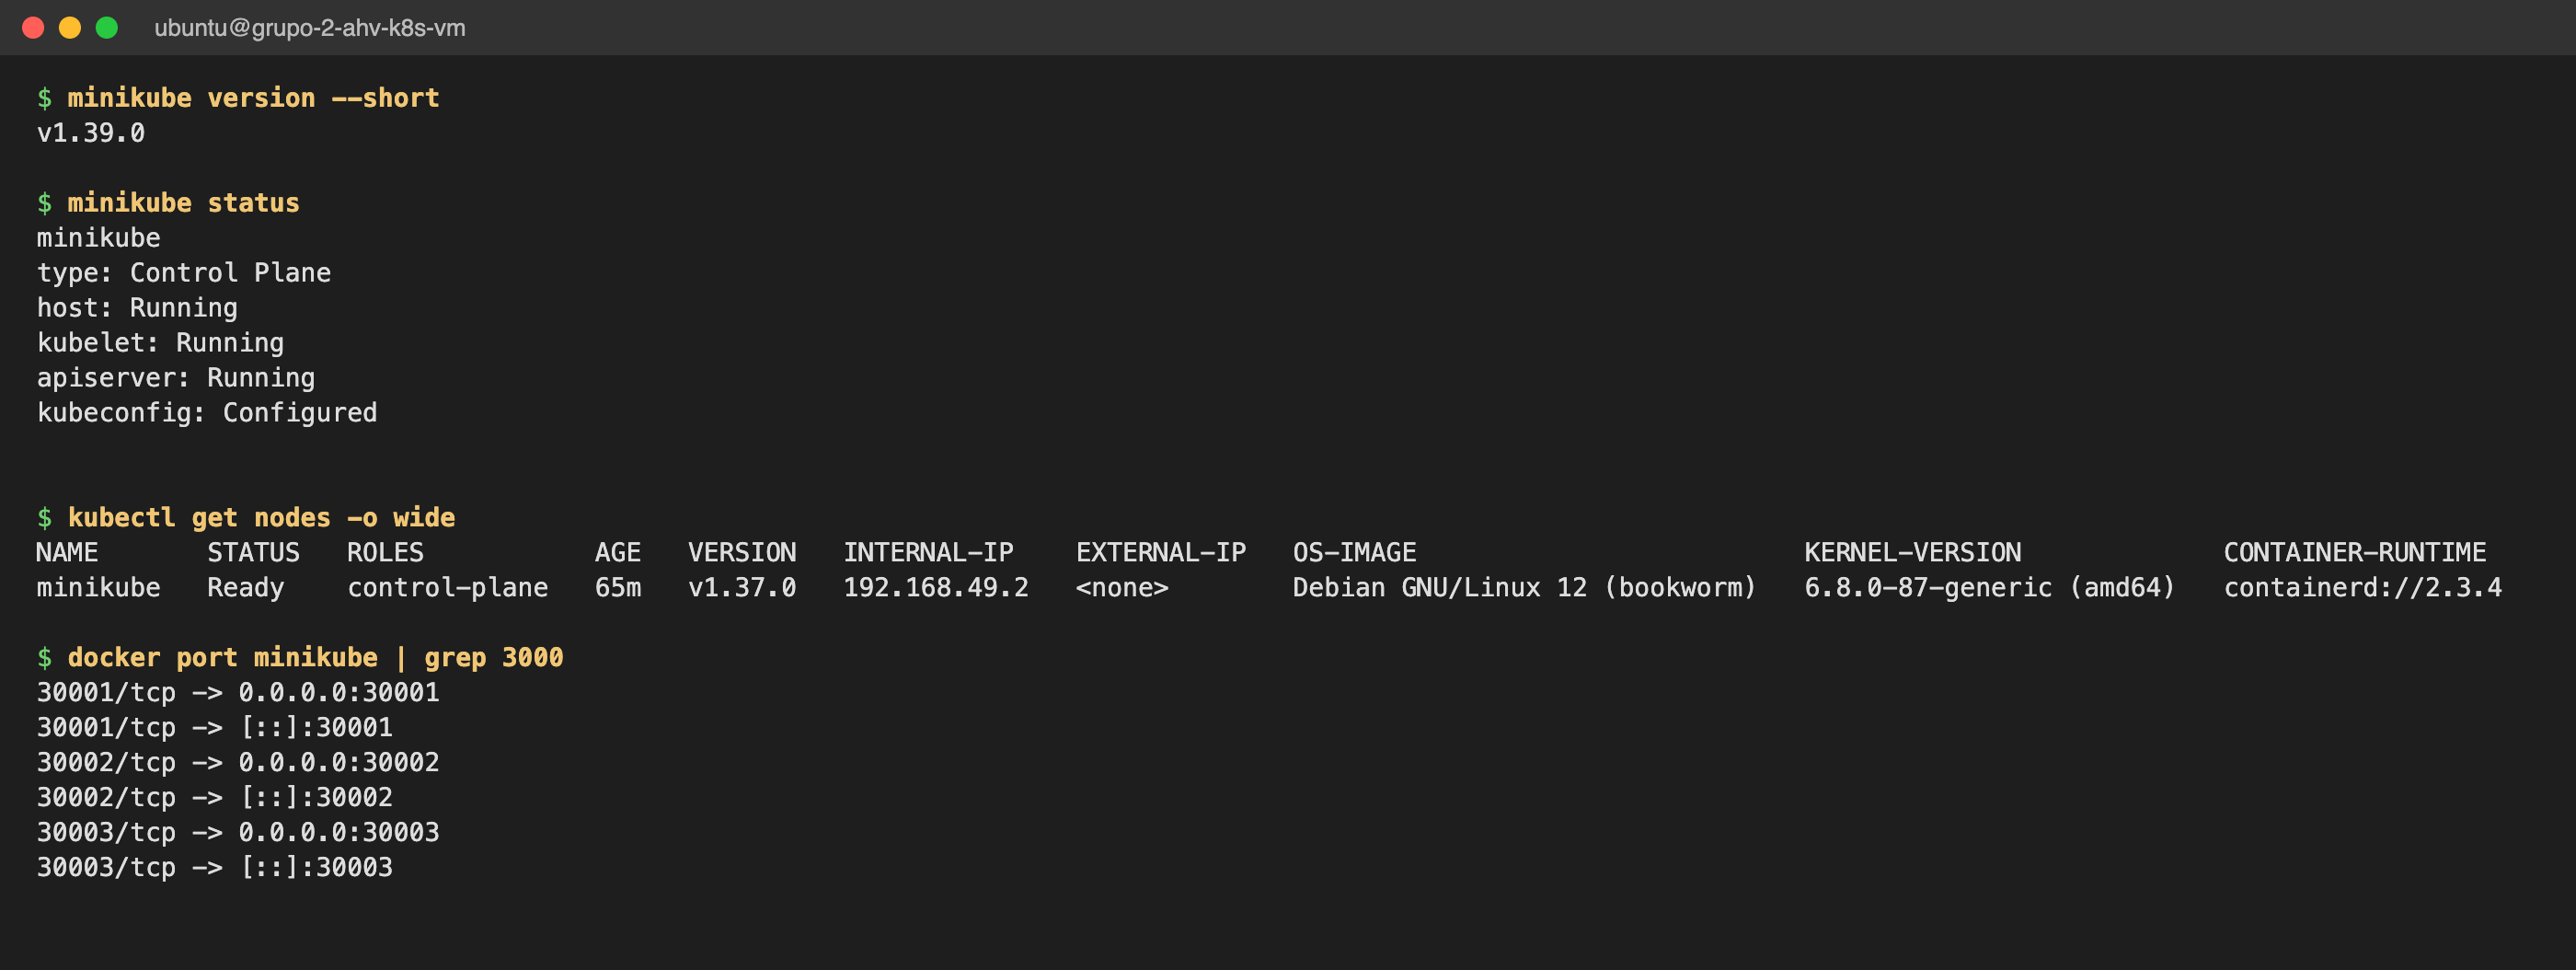 ubuntu@grupo-2-ahv-k8s-vm
$ minikube version --short
v1.39.0
$ minikube status
minikube
type: Control Plane
host: Running
kubelet: Running
apiserver: Running
kubeconfig: Configured
$ kubectl get nodes -o wide
NAME       STATUS   ROLES           AGE   VERSION   INTERNAL-IP    EXTERNAL-IP   OS-IMAGE                         KERNEL-VERSION             CONTAINER-RUNTIME
minikube   Ready    control-plane   65m   v1.37.0   192.168.49.2   <none>        Debian GNU/Linux 12 (bookworm)   6.8.0-87-generic (amd64)   containerd://2.3.4
$ docker port minikube | grep 3000
30001/tcp -> 0.0.0.0:30001
30001/tcp -> [::]:30001
30002/tcp -> 0.0.0.0:30002
30002/tcp -> [::]:30002
30003/tcp -> 0.0.0.0:30003
30003/tcp -> [::]:30003